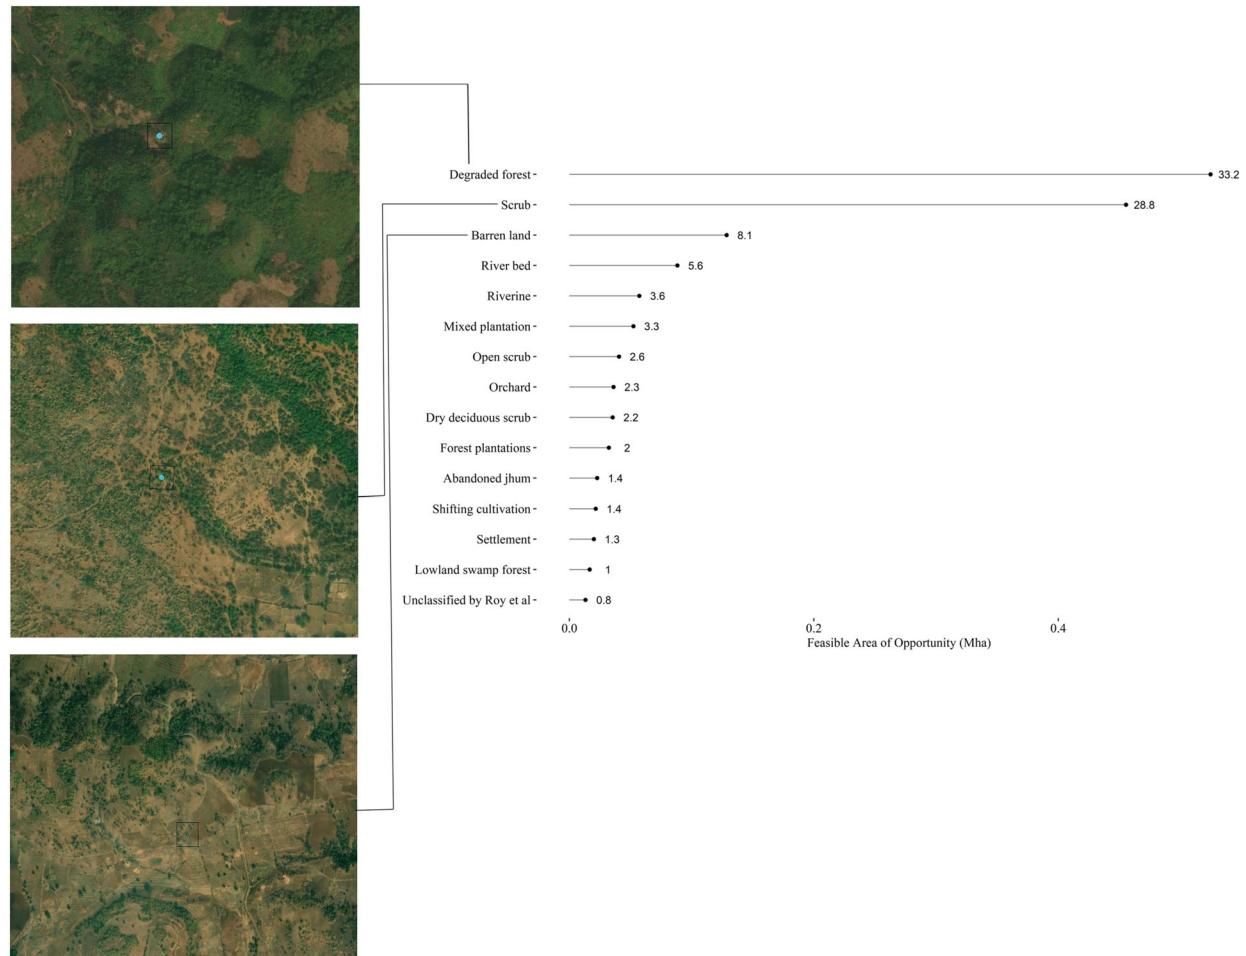 Degraded forest - 33.2
Scrub - 28.8
Barren land - 8.1
River bed - 5.6
Riverine - 3.6
Mixed plantation - 3.3
Open scrub - 2.6
Orchard - 2.3
Dry deciduous scrub - 2.2
Forest plantations - 2
Abandoned jhum - 1.4
Shifting cultivation - 1.4
Settlement - 1.3
Lowland swamp forest - 1
Unclassified by Roy et al - 0.8
0.0 0.2 0.4
Feasible Area of Opportunity (Mha)